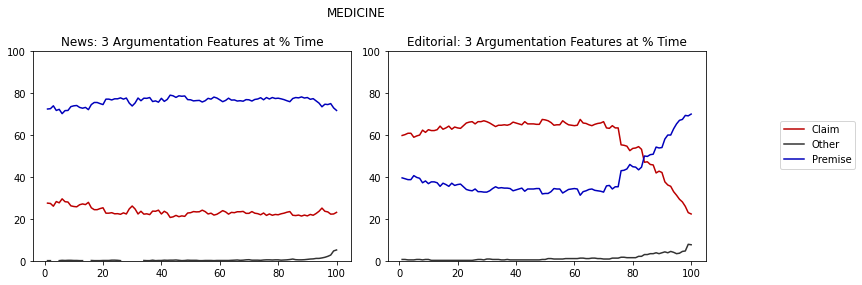 MEDICINE
News: 3 Argumentation Features at % Time
Editorial: 3 Argumentation Features at % Time
100
80
60
40
20
0
0 20 40 60 80 100
100
80
60
40
20
0
0 20 40 60 80 100
Claim
Other
Premise